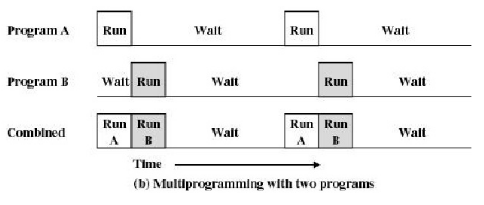 Program A Run Wait Run Wait
Program B Wait Run Wait Run Wait
Combined Run A Run B Wait Run A Run B Wait
Time
(b) Multiprogramming with two programs